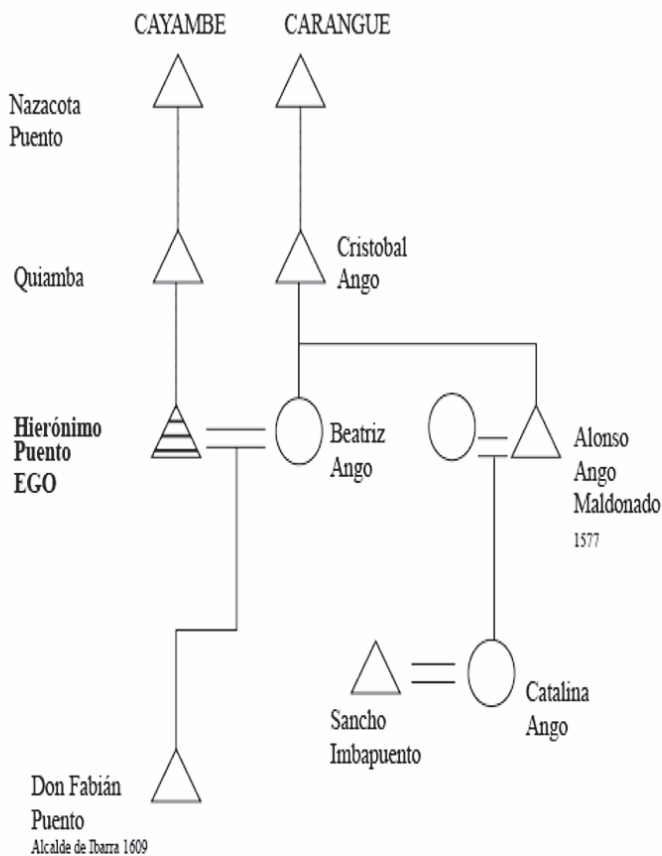 CAYAMBE
CARANGUE
Nazacota
Puento
Quiamba
Cristobal
Ango
Hierónimo
Puento
EGO
Beatriz
Ango
Alonso
Ango
Maldonado
1577
Sancho
Imbapuento
Catalina
Ango
Don Fabián
Puento
Alcalde de Ibarra 1609